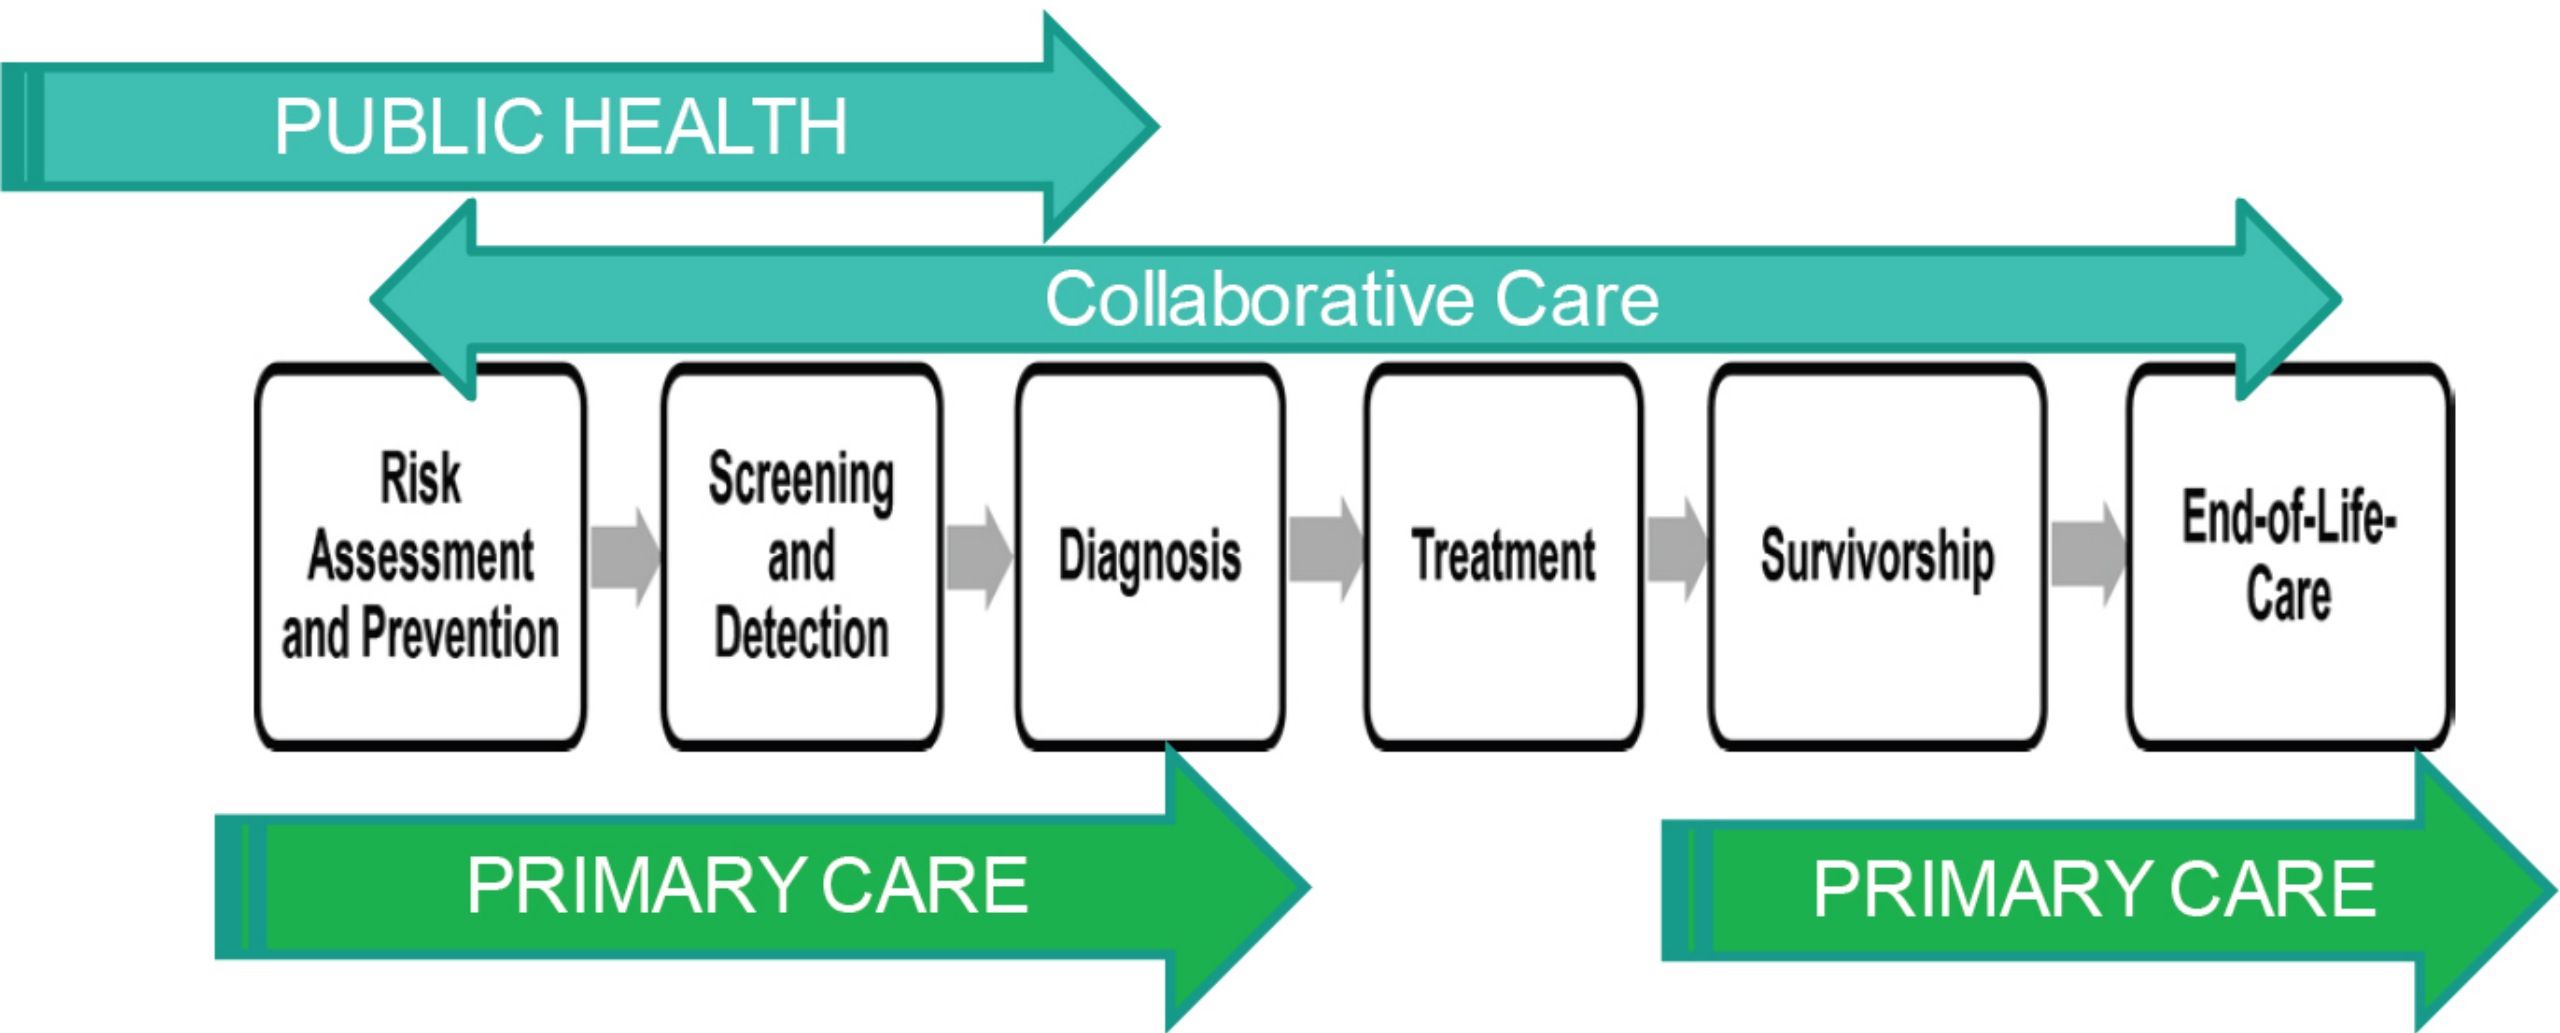 PUBLIC HEALTH
Collaborative Care
Risk
Assessment
and Prevention
Screening
and
Detection
Diagnosis
Treatment
Survivorship
End-of-Life-
Care
PRIMARY CARE
PRIMARY CARE